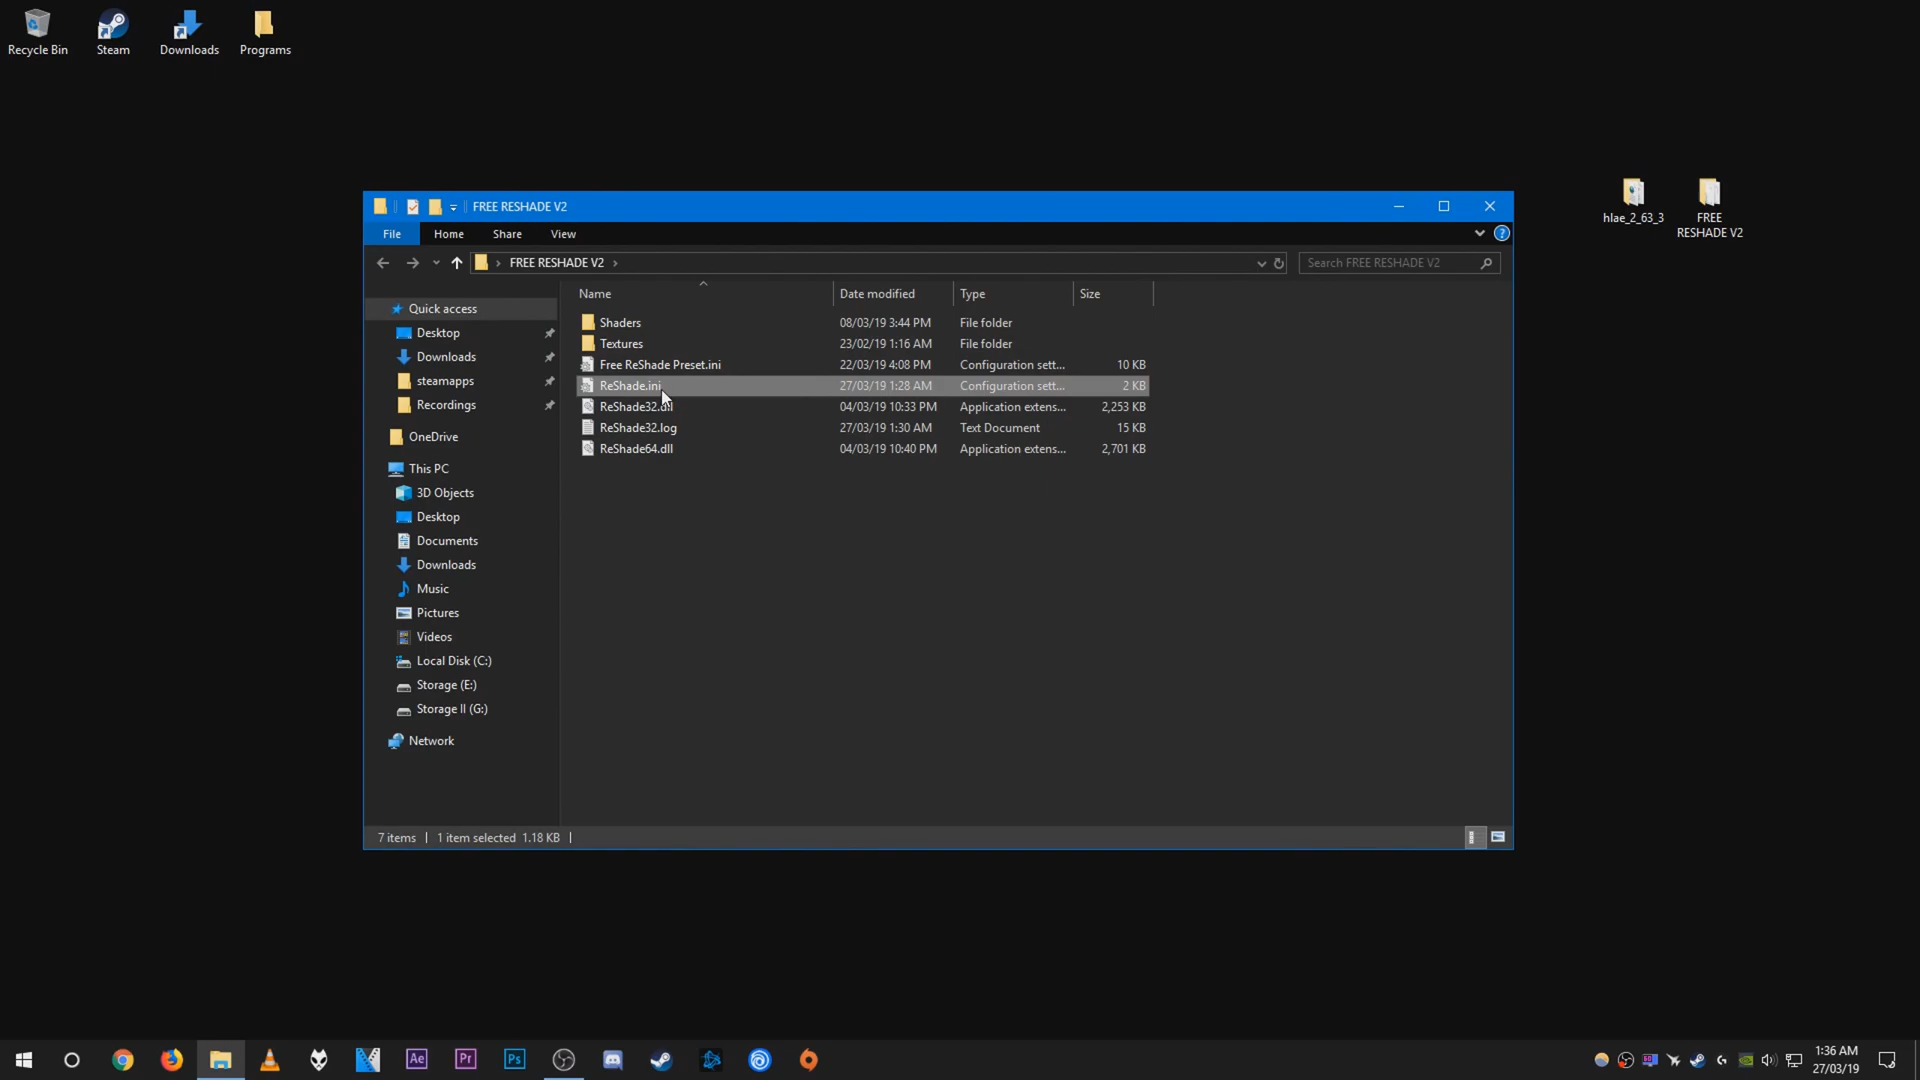 Recycle Bin
Steam
Downloads
Programs
hlae_2_63_3
FREE
RESHADE V2
FREE RESHADE V2
File
Home
Share
View
FREE RESHADE V2
Search FREE RESHADE V2
Name
Date modified
Type
Size
Quick access
Desktop
Downloads
steamapps
Recordings
OneDrive
This PC
3D Objects
Desktop
Documents
Downloads
Music
Pictures
Videos
Local Disk (C:)
Storage (E:)
Storage II (G:)
Network
Shaders 08/03/19 3:44 PM File folder
Textures 23/02/19 1:16 AM File folder
Free ReShade Preset.ini 22/03/19 4:08 PM Configuration sett... 10 KB
ReShade.ini 27/03/19 1:28 AM Configuration sett... 2 KB
ReShade32.dll 04/03/19 10:33 PM Application extens... 2,253 KB
ReShade32.log 27/03/19 1:30 AM Text Document 15 KB
ReShade64.dll 04/03/19 10:40 PM Application extens... 2,701 KB
7 items
1 item selected 1.18 KB
Ae
Pr
Ps
1:36 AM
27/03/19